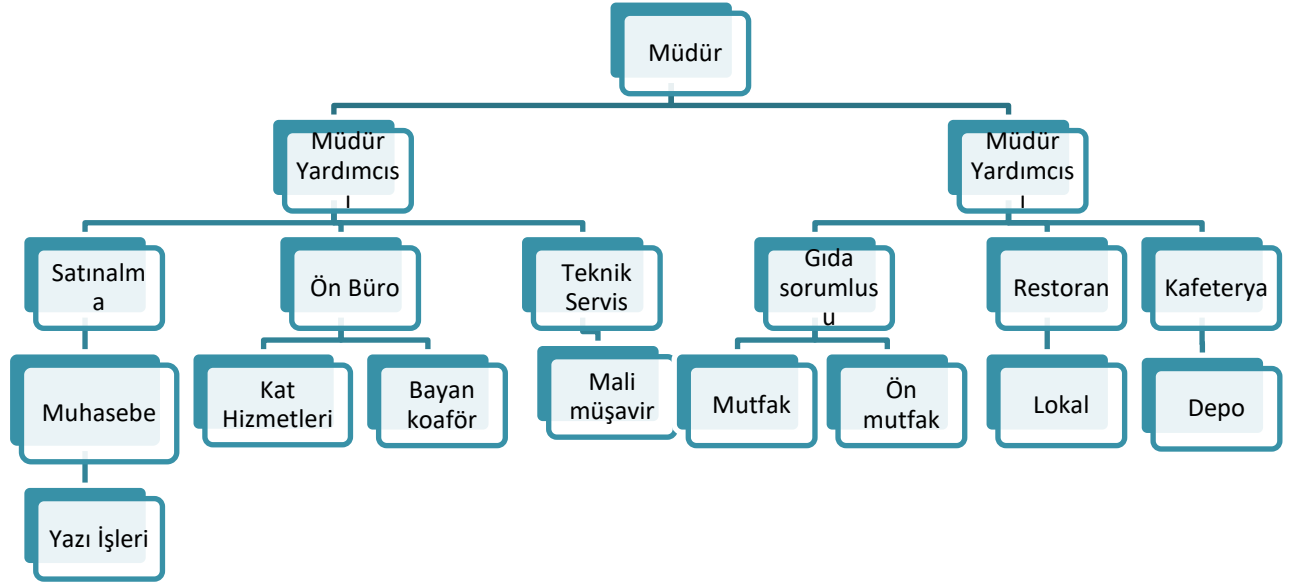 Müdür
Müdür
Yardımcıs
ı
Müdür
Yardımcıs
ı
Satınalm
a
Ön Büro
Teknik
Servis
Gıda
sorumlus
u
Restoran
Kafeterya
Muhasebe
Kat
Hizmetleri
Bayan
koaför
Mali
müşavir
Mutfak
Ön
mutfak
Lokal
Depo
Yazı İşleri